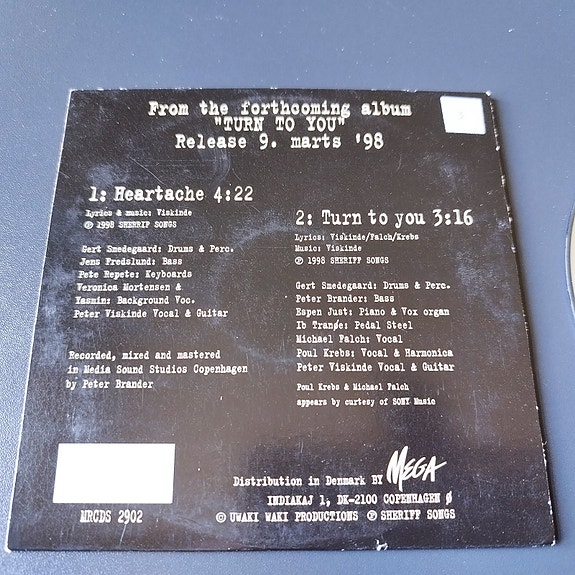 From the forthcoming album
"TURN TO YOU"
Release 9. marts '98
1: Heartache 4:22
Lyrics & music: Viskinde
Ⓟ 1998 SHERRIF SONGS
Gert Smedegaard: Drums & Perc.
Jens Fredslund: Bass
Pete Repete: Keyboards
Veronica Mortensen &
Yasmin: Background Voc.
Peter Viskinde Vocal & Guitar
Recorded, mixed and mastered
in Media Sound Studios Copenhagen
by Peter Brander
2: Turn to you 3:16
Lyrics: Viskinde/Falch/Krebs
Music: Viskinde
Ⓟ 1998 SHERIFF SONGS
Gert Smedegaard: Drums & Perc.
Peter Brander: Bass
Espen Just: Piano & Vox organ
Ib Tranøe: Pedal Steel
Michael Falch: Vocal
Poul Krebs: Vocal & Harmonica
Peter Viskinde: Vocal & Guitar
Poul Krebs & Michael Falch
appears by curtesy of SONY Music
Distribution in Denmark BY MEGA
INDIAKAJ 1, DK-2100 COPENHAGEN Ø
MRCDS 2902
© UWAKI WAKI PRODUCTIONS Ⓟ SHERIFF SONGS